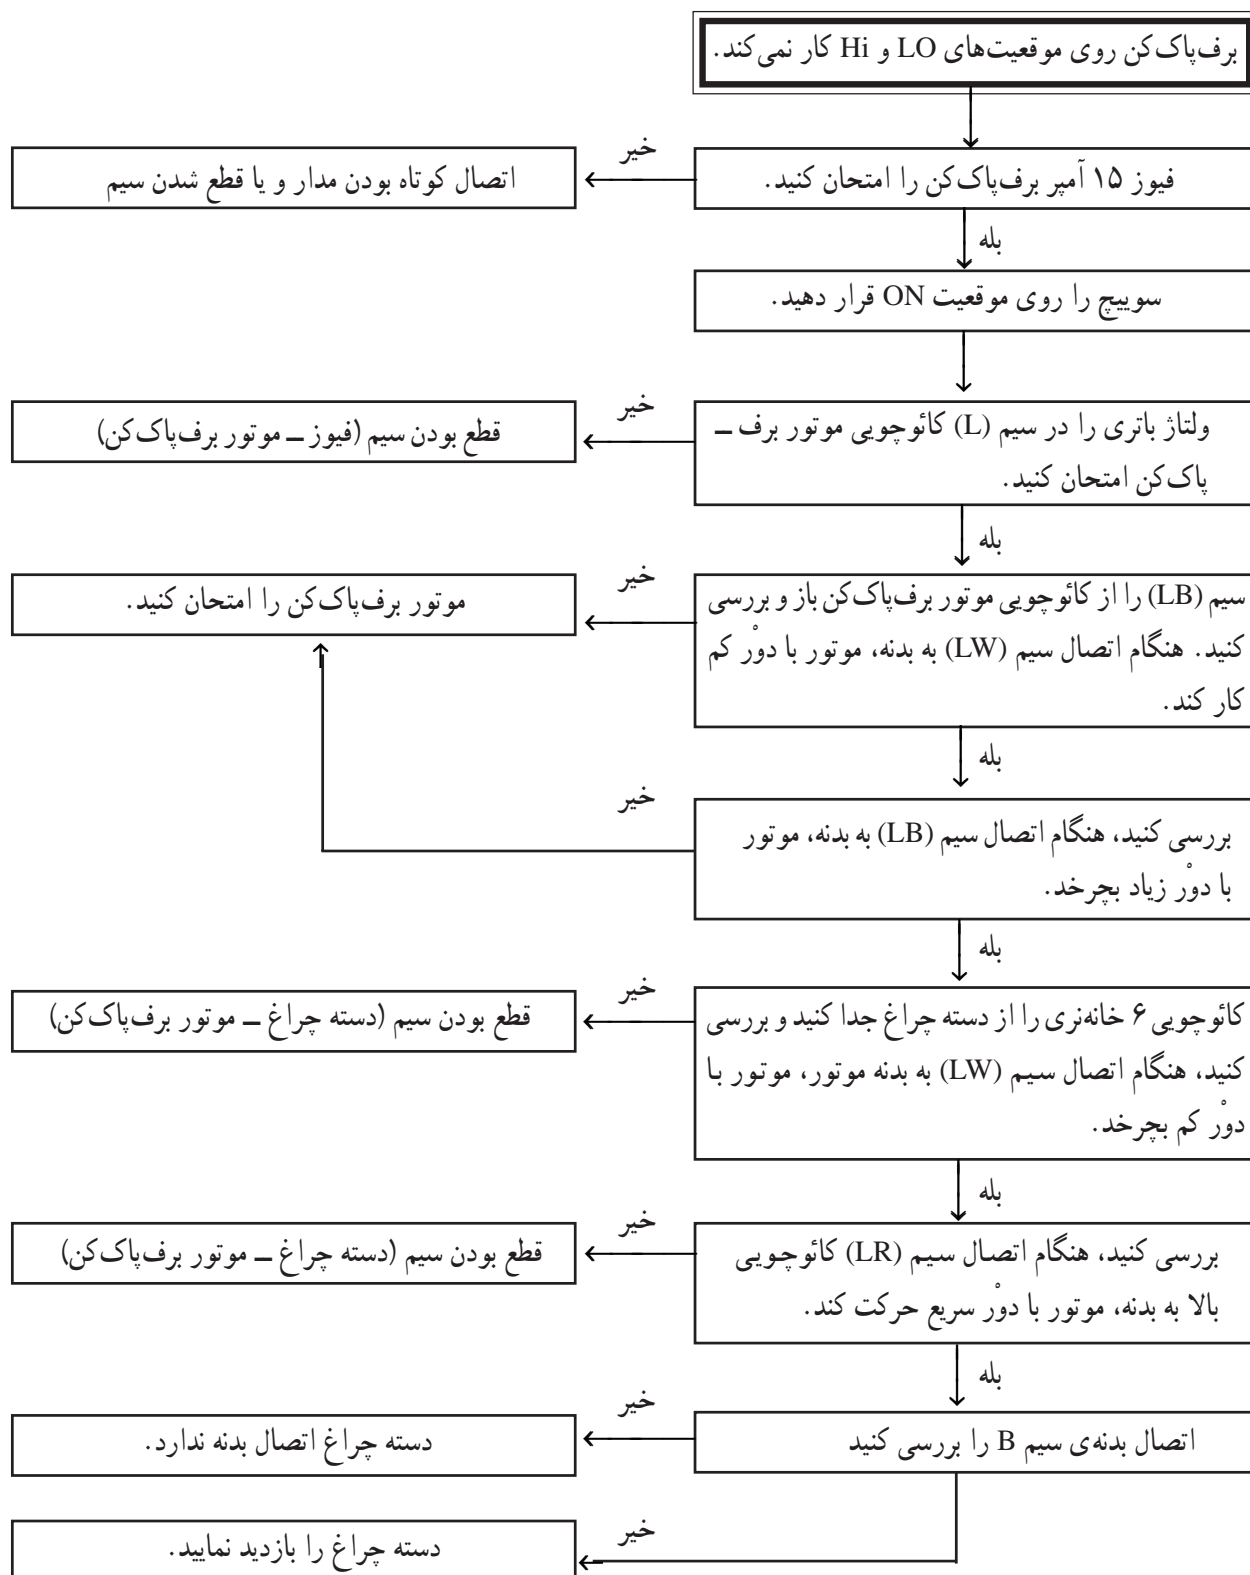 برف‌پاک‌کن روی موقعیت‌های LO و Hi کار نمی‌کند.
خیر
فیوز ۱۵ آمپر برف‌پاک‌کن را امتحان کنید.
اتصال کوتاه بودن مدار و یا قطع شدن سیم
بله
سوییچ را روی موقعیت ON قرار دهید.
خیر
ولتاژ باتری را در سیم (L) کائوچویی موتور برف ــ
پاک‌کن امتحان کنید.
قطع بودن سیم (فیوز ــ موتور برف‌پاک‌کن)
بله
خیر
سیم (LB) را از کائوچویی موتور برف‌پاک‌کن باز و بررسی
کنید. هنگام اتصال سیم (LW) به بدنه، موتور با دوْر کم
کار کند.
موتور برف‌پاک‌کن را امتحان کنید.
بله
خیر
بررسی کنید، هنگام اتصال سیم (LB) به بدنه، موتور
با دوْر زیاد بچرخد.
بله
خیر
کائوچویی ۶ خانه‌نری را از دسته چراغ جدا کنید و بررسی
کنید، هنگام اتصال سیم (LW) به بدنه موتور، موتور با
دوْر کم بچرخد.
قطع بودن سیم (دسته چراغ ــ موتور برف‌پاک‌کن)
بله
خیر
بررسی کنید، هنگام اتصال سیم (LR) کائوچویی
بالا به بدنه، موتور با دوْر سریع حرکت کند.
قطع بودن سیم (دسته چراغ ــ موتور برف‌پاک‌کن)
بله
خیر
اتصال بدنه‌ی سیم B را بررسی کنید
دسته چراغ اتصال بدنه ندارد.
خیر
دسته چراغ را بازدید نمایید.